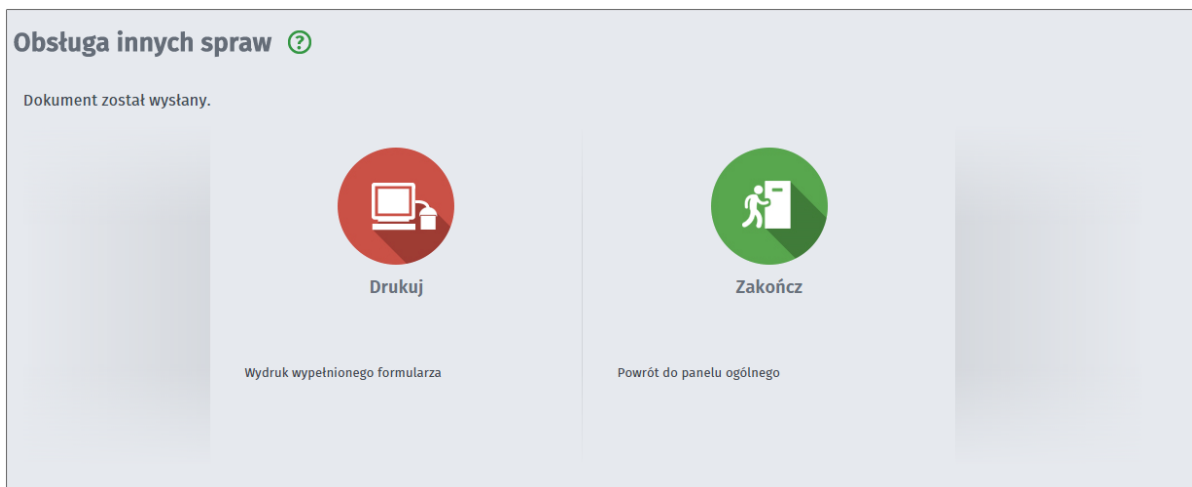 Obsługa innych spraw ?
Dokument został wysłany.
Drukuj
Zakończ
Wydruk wypełnionego formularza
Powrót do panelu ogólnego